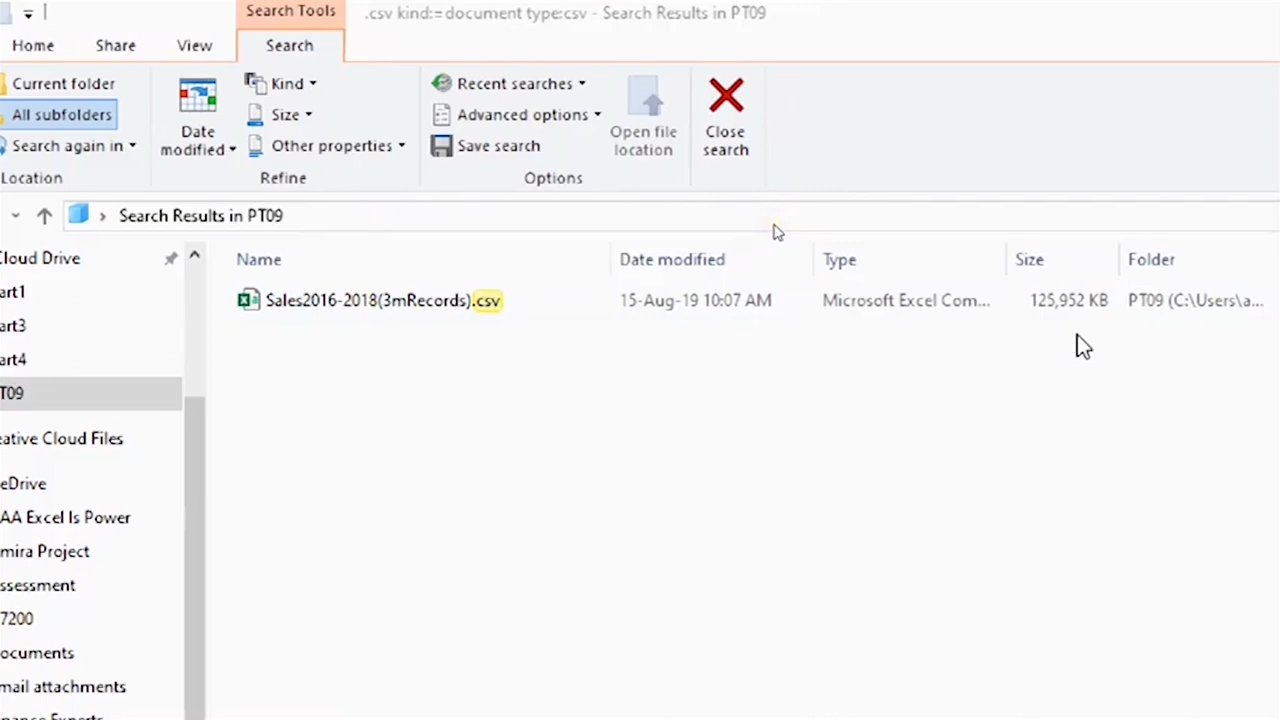 Search Tools
.csv kind:=document type:csv - Search Results in PT09
Home Share View Search
Current folder
All subfolders
Search again in
Location
Date modified
Kind
Size
Other properties
Refine
Recent searches
Advanced options
Save search
Options
Open file location
Close search
Search Results in PT09
Name Date modified Type Size Folder
Sales2016-2018(3mRecords).csv 15-Aug-19 10:07 AM Microsoft Excel Com... 125,952 KB PT09 (C:\Users\a...
Cloud Drive
art1
art3
art4
T09
eative Cloud Files
eDrive
AA Excel Is Power
mira Project
ssessment
7200
ocuments
mail attachments
nance Experts